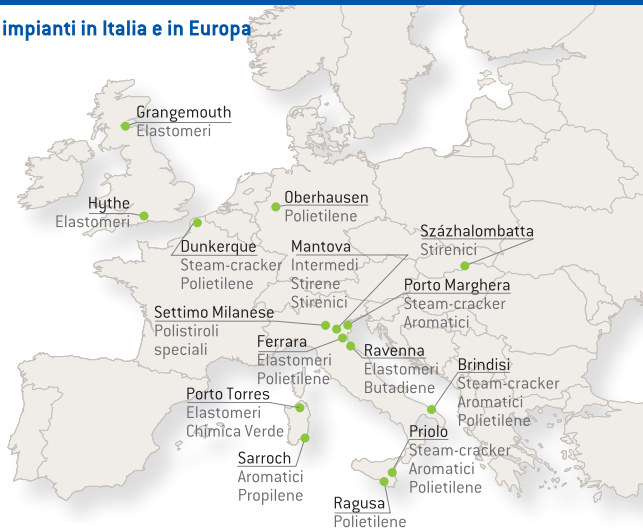 impianti in Italia e in Europa
Grangemouth
Elastomeri
Hythe
Elastomeri
Oberhausen
Polietilene
Dunkerque
Steam-cracker
Polietilene
Mantova
Intermedi
Stirene
Stirenici
Százhalombatta
Stirenici
Porto Marghera
Steam-cracker
Aromatici
Settimo Milanese
Polistiroli
speciali
Ferrara
Elastomeri
Polietilene
Ravenna
Elastomeri
Butadiene
Brindisi
Steam-cracker
Aromatici
Polietilene
Porto Torres
Elastomeri
Chimica Verde
Sarroch
Aromatici
Propilene
Priolo
Steam-cracker
Aromatici
Polietilene
Ragusa
Polietilene